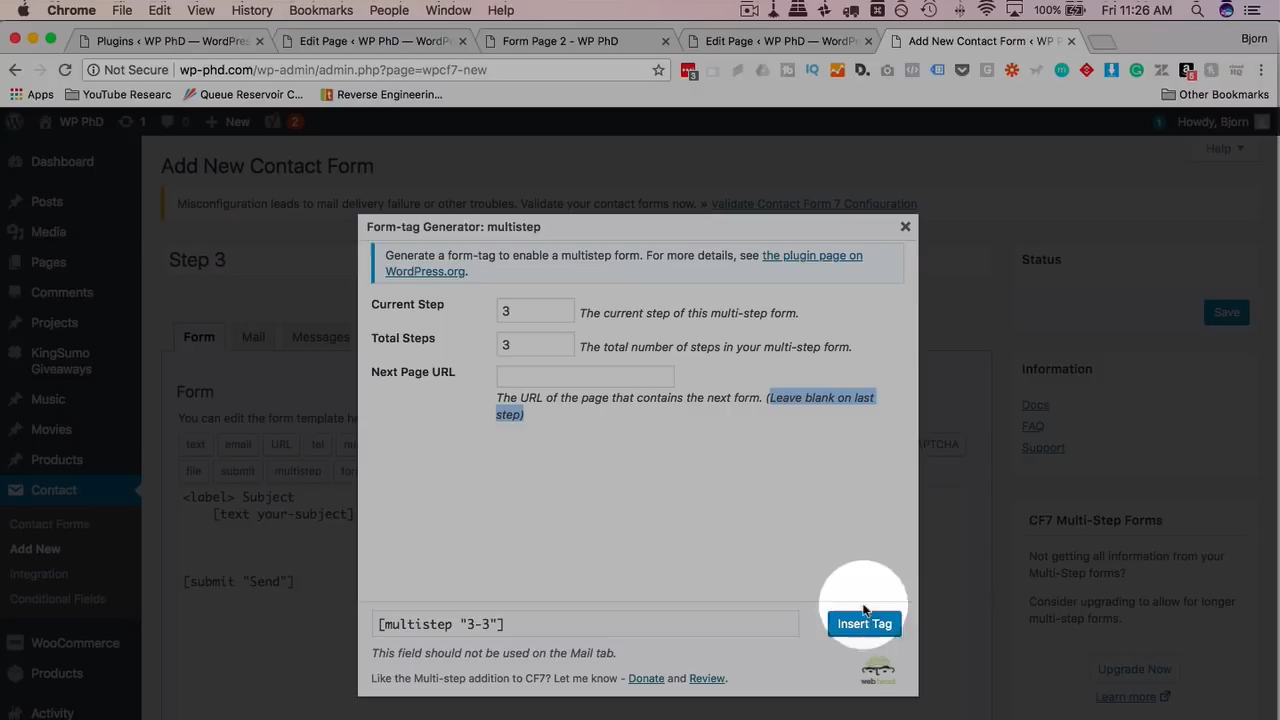 Chrome File Edit View History Bookmarks People Window Help 100% Fri 11:26 AM
Plugins ‹ WP PhD — WordPres Edit Page ‹ WP PhD — WordPr Form Page 2 - WP PhD Edit Page ‹ WP PhD — WordPr Add New Contact Form ‹ WP P Bjorn
Not Secure wp-phd.com/wp-admin/admin.php?page=wpcf7-new
Apps YouTube Researc Queue Reservoir C... Reverse Engineerin... Other Bookmarks
WP PhD 1 0 New 2 1 Howdy, Bjorn
Dashboard
Posts
Media
Pages
Comments
Projects
KingSumo
Giveaways
Music
Movies
Products
Contact
Contact Forms
Add New
Integration
Conditional Fields
WooCommerce
Products
Activity
Help
Add New Contact Form
Misconfiguration leads to mail delivery failure or other troubles. Validate your contact forms now. » Validate Contact Form 7 Configuration
Step 3
Form Mail Messages
Form
You can edit the form template he
text email URL tel nu PTCHA
file submit multistep for
<label> Subject
[text your-subject]
[submit "Send"]
Form-tag Generator: multistep
Generate a form-tag to enable a multistep form. For more details, see the plugin page on
WordPress.org.
Current Step 3 The current step of this multi-step form.
Total Steps 3 The total number of steps in your multi-step form.
Next Page URL
The URL of the page that contains the next form. (Leave blank on last
step)
[multistep "3-3"] Insert Tag
This field should not be used on the Mail tab.
Like the Multi-step addition to CF7? Let me know - Donate and Review.
Status
Save
Information
Docs
FAQ
Support
CF7 Multi-Step Forms
Not getting all information from your
Multi-Step forms?
Consider upgrading to allow for longer
multi-step forms.
Upgrade Now
Learn more